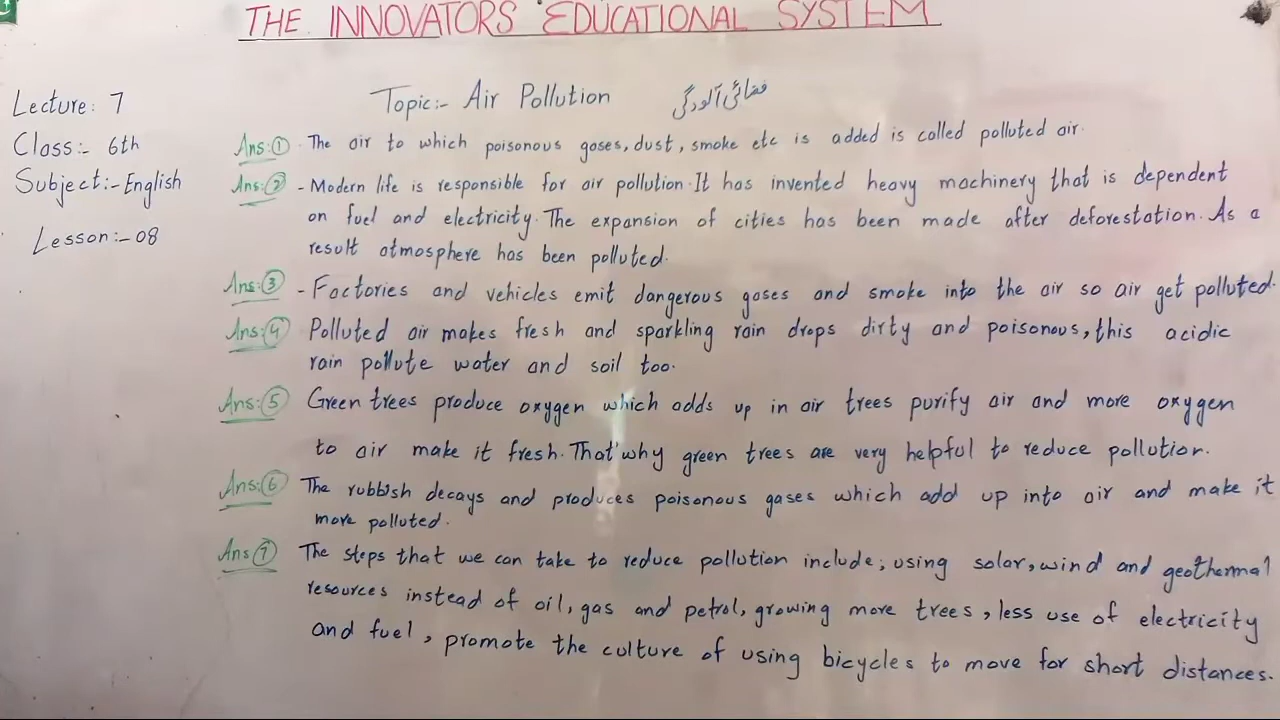 THE INNOVATORS EDUCATIONAL SYSTEM
Lecture: 7
Class:- 6th
Subject:- English
Lesson:- 08
Topic:- Air Pollution فضائی آلودگی
Ans:① The air to which poisonous gases, dust, smoke etc is added is called polluted air.
Ans:② - Modern life is responsible for air pollution. It has invented heavy machinery that is dependent
on fuel and electricity. The expansion of cities has been made after deforestation. As a
result atmosphere has been polluted.
Ans:③ - Factories and vehicles emit dangerous gases and smoke into the air so air get polluted.
Ans:④ Polluted air makes fresh and sparkling rain drops dirty and poisonous, this acidic
rain pollute water and soil too.
Ans:⑤ Green trees produce oxygen which adds up in air trees purify air and more oxygen
to air make it fresh. That'why green trees are very helpful to reduce pollution.
Ans:⑥ The rubbish decays and produces poisonous gases which add up into air and make it
more polluted.
Ans⑦ The steps that we can take to reduce pollution include; using solar, wind and geothermal
resources instead of oil, gas and petrol, growing more trees, less use of electricity
and fuel, promote the culture of using bicycles to move for short distances.